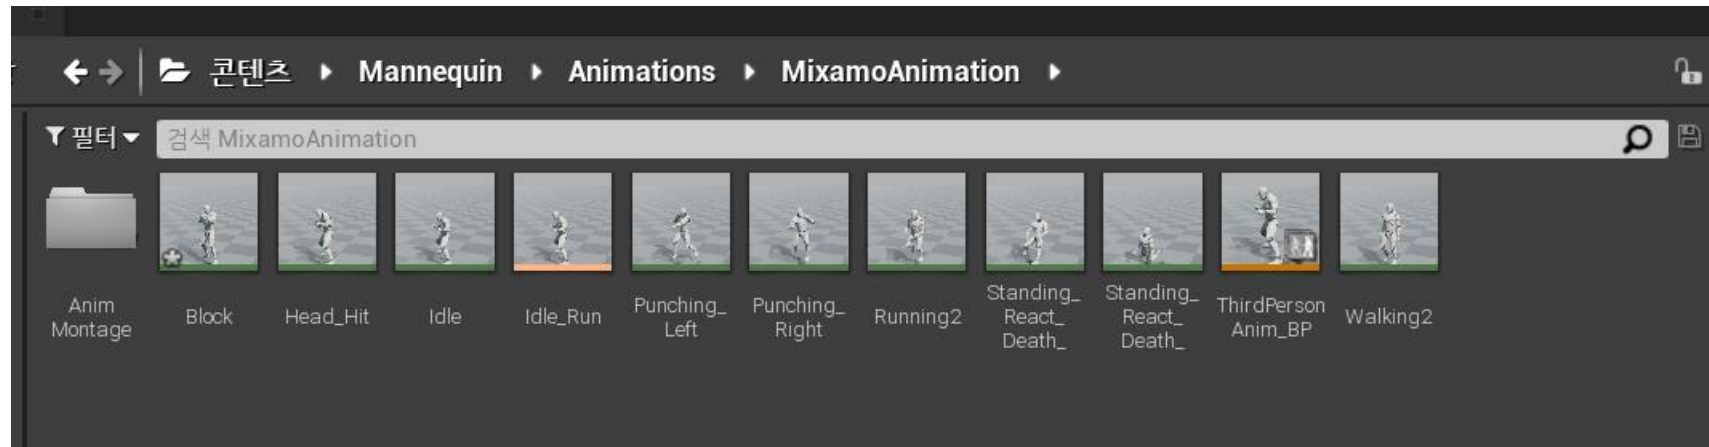 콘텐츠 Mannequin Animations MixamoAnimation
필터 검색 MixamoAnimation
Anim
Montage
Block
Head_Hit
Idle
Idle_Run
Punching_
Left
Punching_
Right
Running2
Standing_
React_
Death_
Standing_
React_
Death_
ThirdPerson
Anim_BP
Walking2